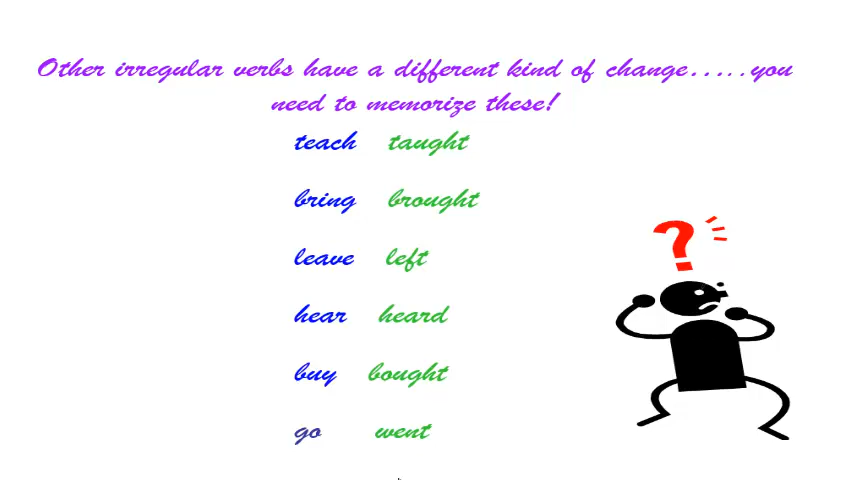 Other irregular verbs have a different kind of change.....you
need to memorize these!
teach taught
bring brought
leave left
hear heard
buy bought
go went
?